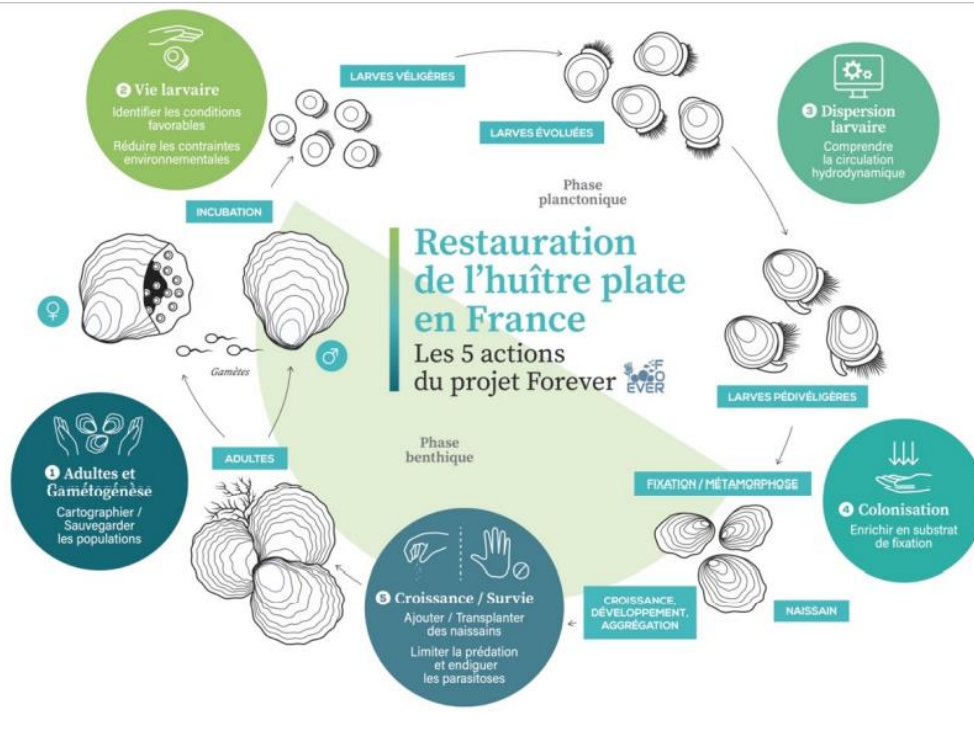 ❷ Vie larvaire
Identifier les conditions
favorables
Réduire les contraintes
environnementales
LARVES VÉLIGÈRES
LARVES ÉVOLUÉES
❸ Dispersion
larvaire
Comprendre
la circulation
hydrodynamique
Phase
planctonique
INCUBATION
Restauration
de l’huître plate
en France
Les 5 actions
du projet Forever
FOREVER
♀
♂
Gamètes
LARVES PÉDIVÉLIGÈRES
❶ Adultes et
Gamétogénèse
Cartographier /
Sauvegarder
les populations
ADULTES
Phase
benthique
FIXATION / MÉTAMORPHOSE
❹ Colonisation
Enrichir en substrat
de fixation
❺ Croissance / Survie
Ajouter / Transplanter
des naissains
Limiter la prédation
et endiguer
les parasitoses
CROISSANCE,
DÉVELOPPEMENT,
AGGRÉGATION
NAISSAIN